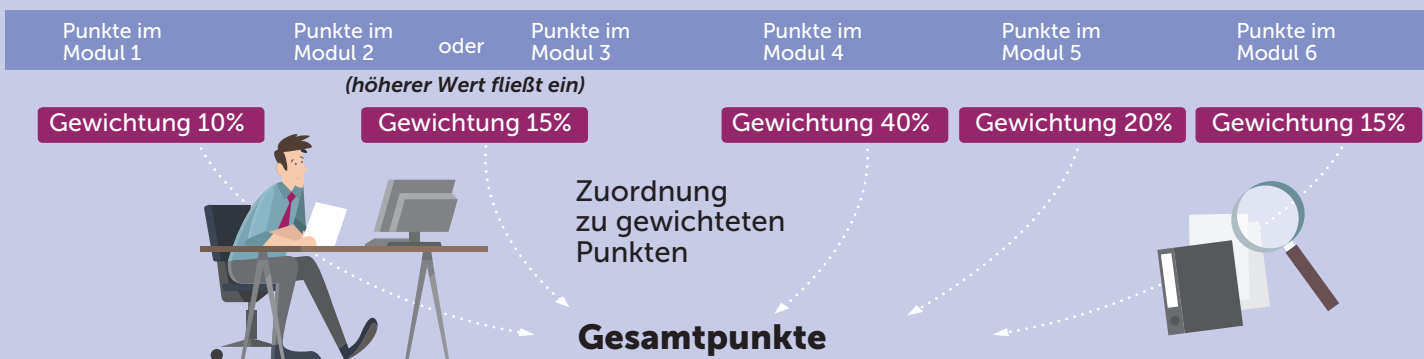 Punkte im
Modul 1
Punkte im
Modul 2
oder
Punkte im
Modul 3
Punkte im
Modul 4
Punkte im
Modul 5
Punkte im
Modul 6
(höherer Wert fließt ein)
Gewichtung 10%
Gewichtung 15%
Gewichtung 40%
Gewichtung 20%
Gewichtung 15%
Zuordnung
zu gewichteten
Punkten
Gesamtpunkte